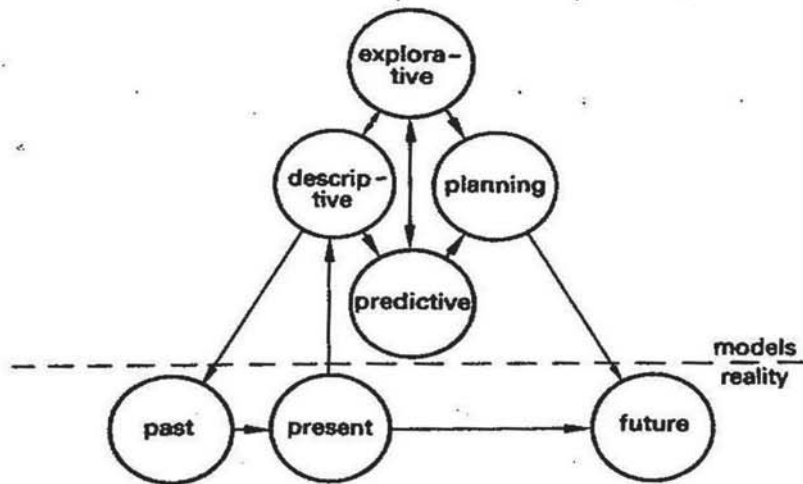 explora-
tive
descrip-
tive
planning
predictive
models
reality
past
present
future